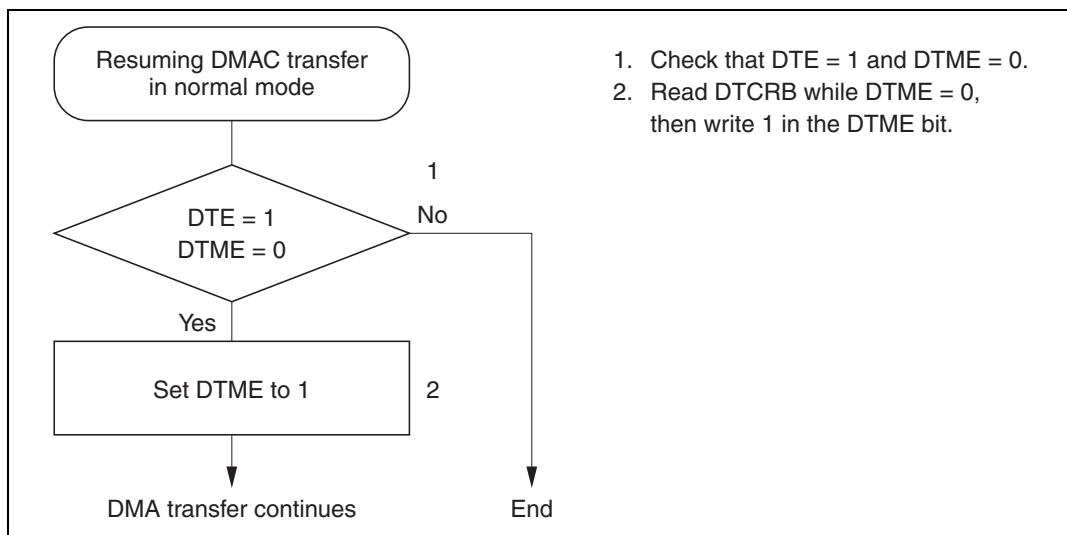 Resuming DMAC transfer
in normal mode
1
DTE = 1
DTME = 0
No
Yes
Set DTME to 1
2
DMA transfer continues
End
1. Check that DTE = 1 and DTME = 0.
2. Read DTCRB while DTME = 0,
then write 1 in the DTME bit.